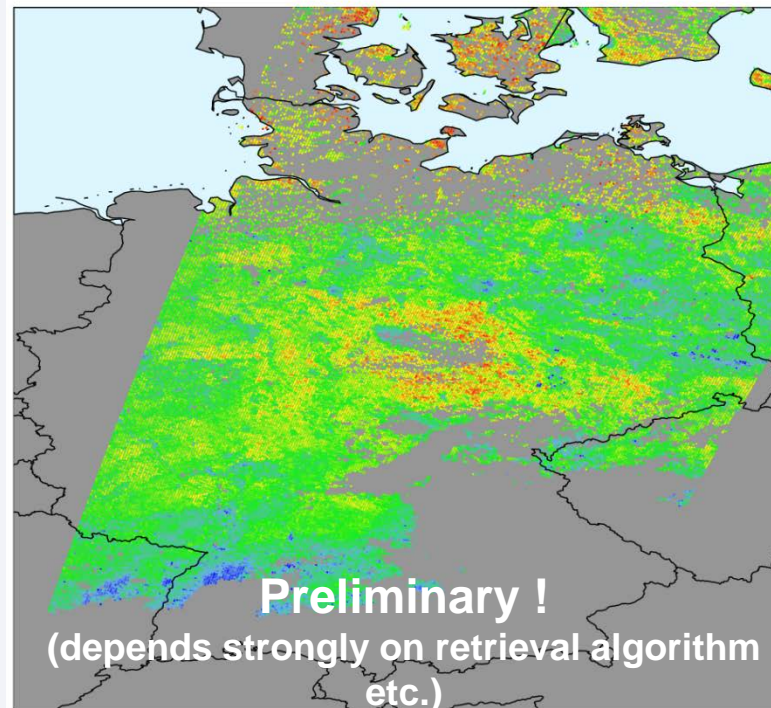 Preliminary !
(depends strongly on retrieval algorithm
etc.)